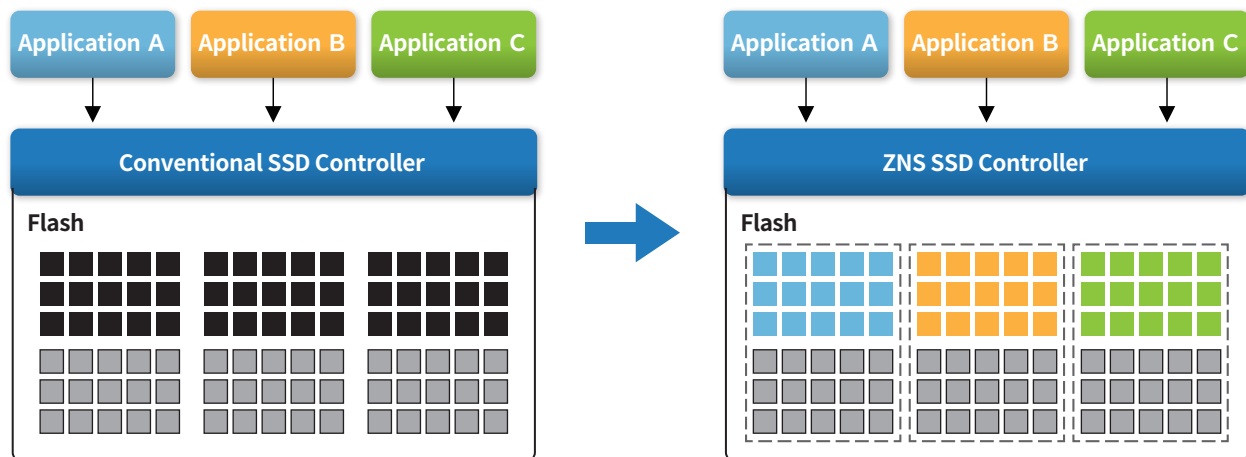 Application A
Application B
Application C
Conventional SSD Controller
Flash
Application A
Application B
Application C
ZNS SSD Controller
Flash